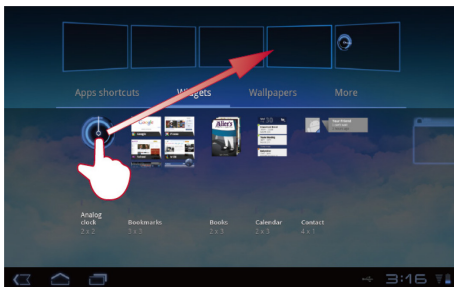 Apps shortcuts Widgets Wallpapers More
Analog
clock Bookmarks Books Calendar Contact
2 x 2 3 x 3 2 x 3 2 x 3 4 x 1
3:16